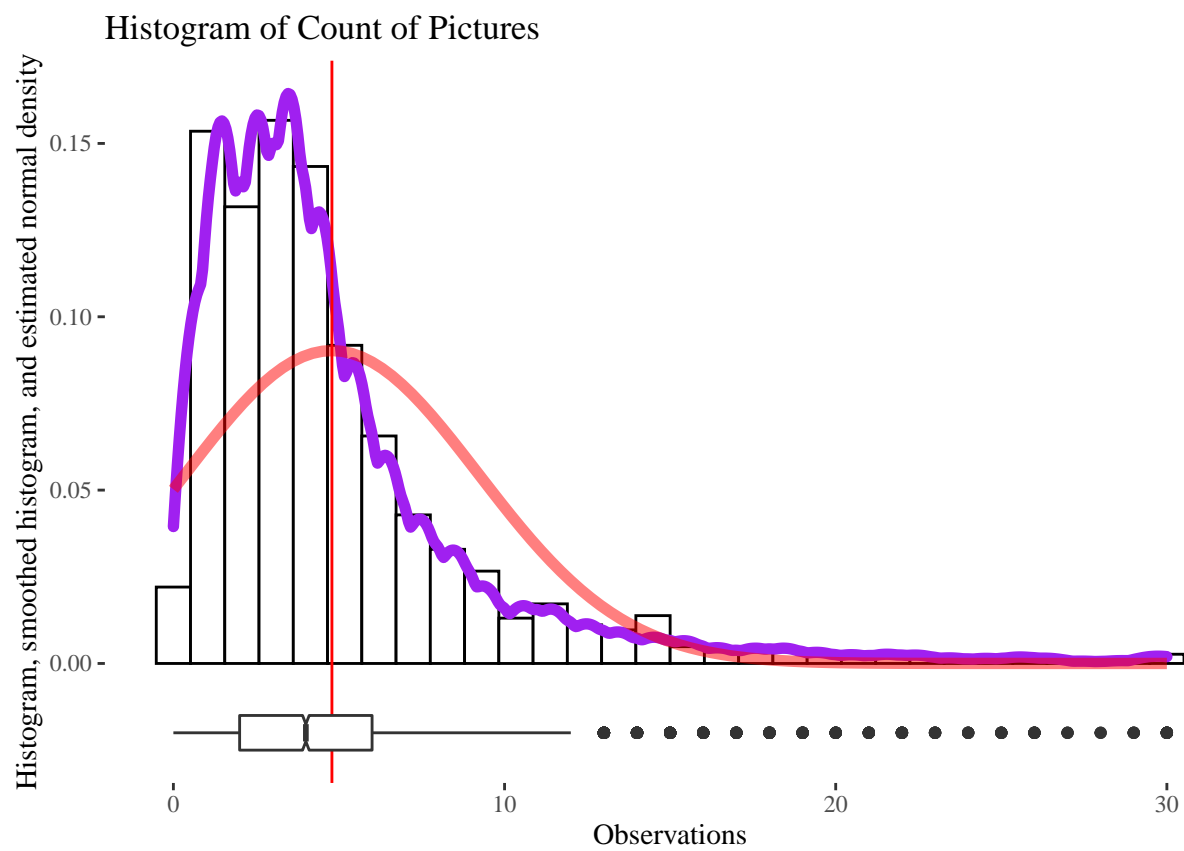 Histogram of Count of Pictures
Histogram, smoothed histogram, and estimated normal density
0.15
0.10
0.05
0.00
0 10 20 30
Observations